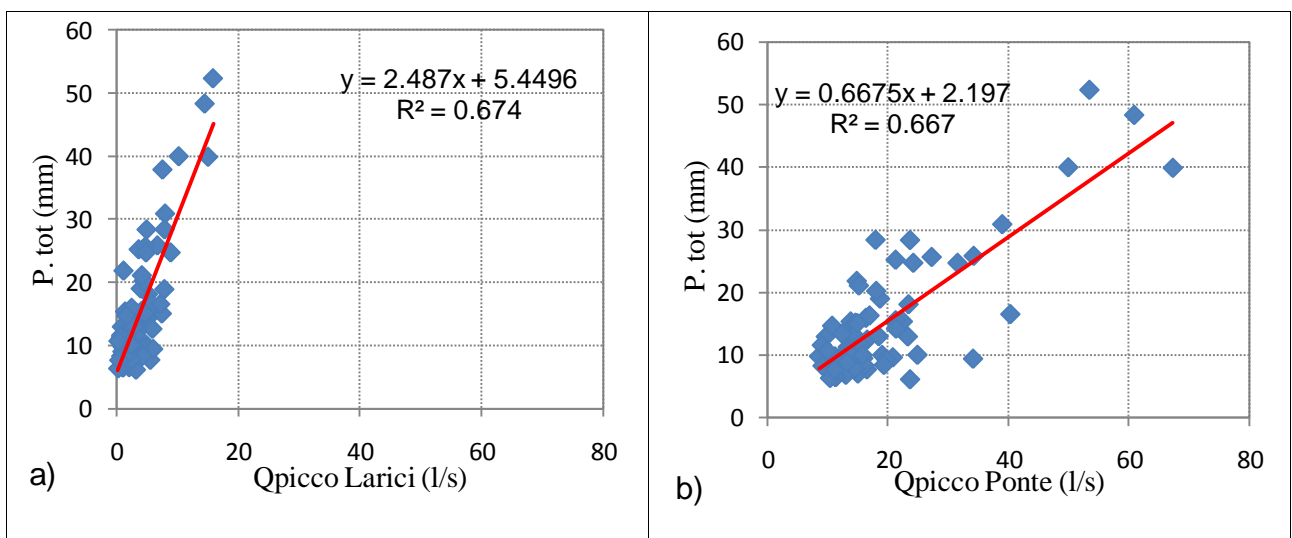 60
50
40
30
20
10
0
P. tot (mm)
y = 2.487x + 5.4496
R² = 0.674
0 20 40 60 80
Qpicco Larici (l/s)
a)
60
50
40
30
20
10
0
P. tot (mm)
y = 0.6675x + 2.197
R² = 0.667
0 20 40 60 80
Qpicco Ponte (l/s)
b)